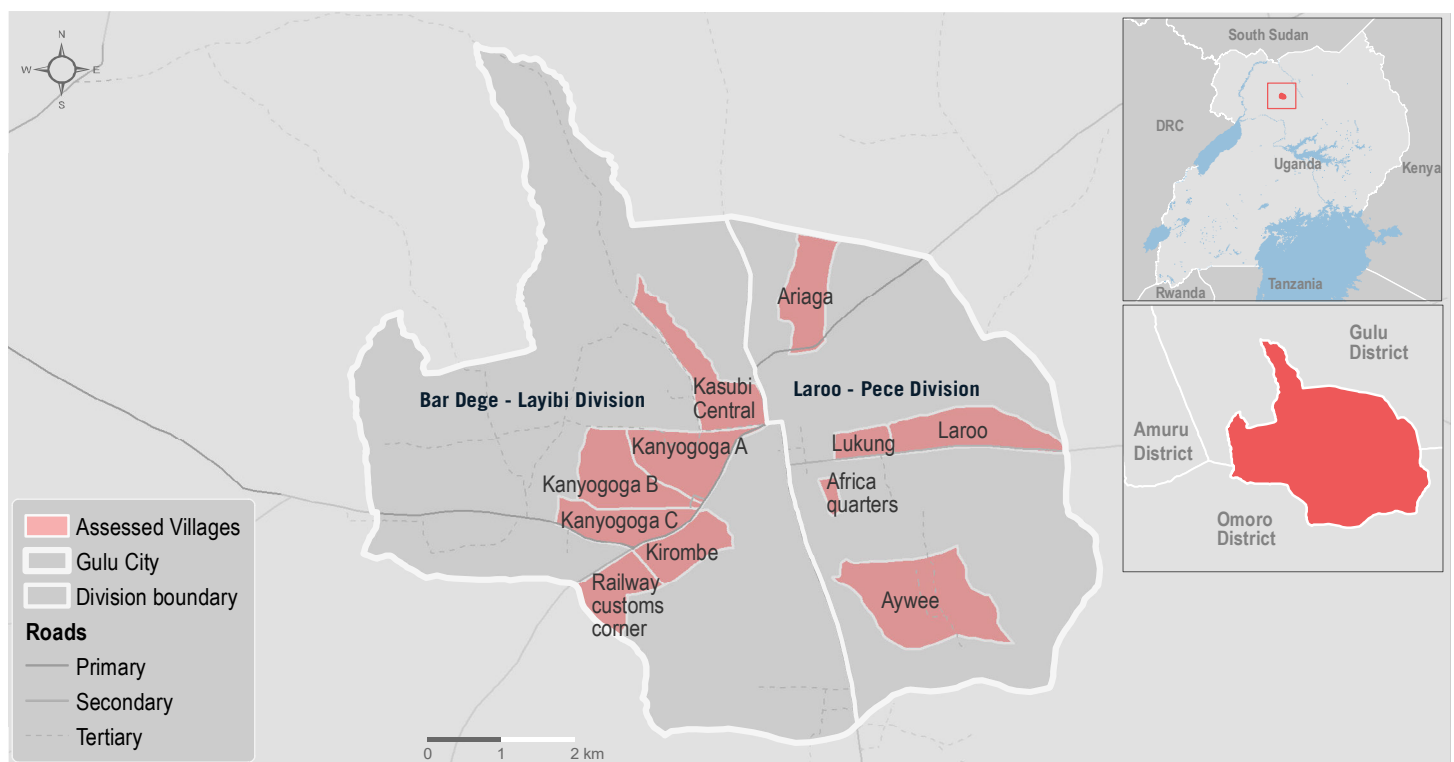 N
W
E
S
Ariaga
Kasubi
Central
Bar Dege - Layibi Division
Laroo - Pece Division
Kanyogoga A
Lukung
Laroo
Kanyogoga B
Africa
quarters
Kanyogoga C
Kirombe
Railway
customs
corner
Aywee
Assessed Villages
Gulu City
Division boundary
Roads
Primary
Secondary
Tertiary
0
1
2 km
South Sudan
DRC
Uganda
Kenya
Rwanda
Tanzania
Gulu
District
Amuru
District
Omoro
District